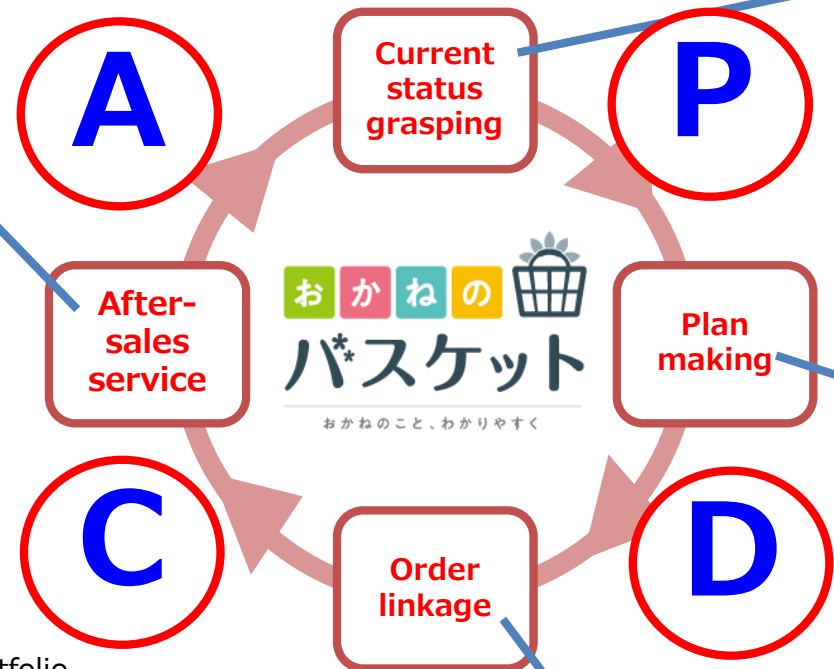 A
Current
status
grasping
P
After-
sales
service
おかねの
バスケット
おかねのこと、わかりやすく
Plan
making
C
Order
linkage
D
tfolio